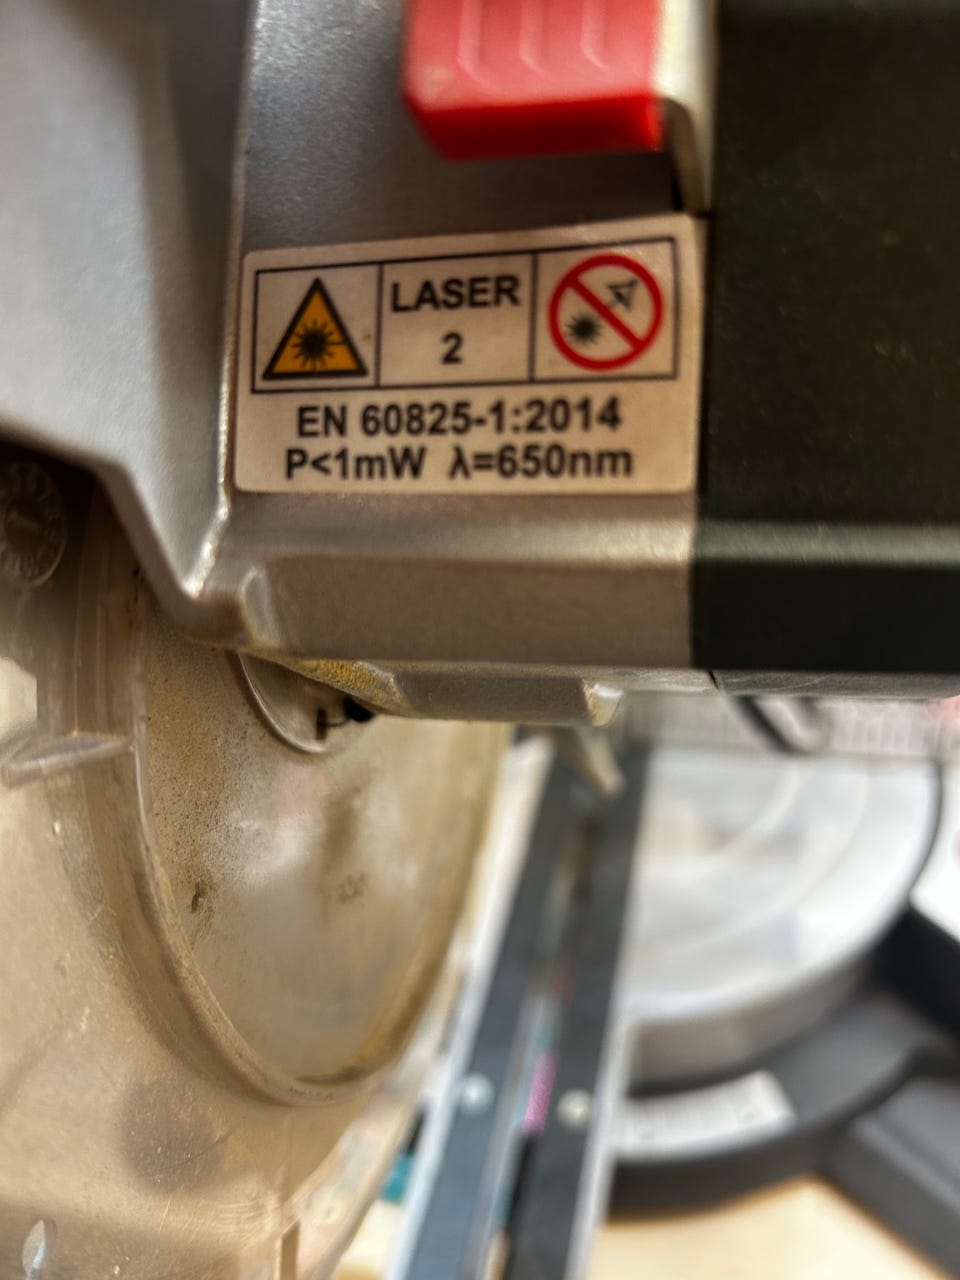 LASER
2
EN 60825-1:2014
P<1mW λ=650nm